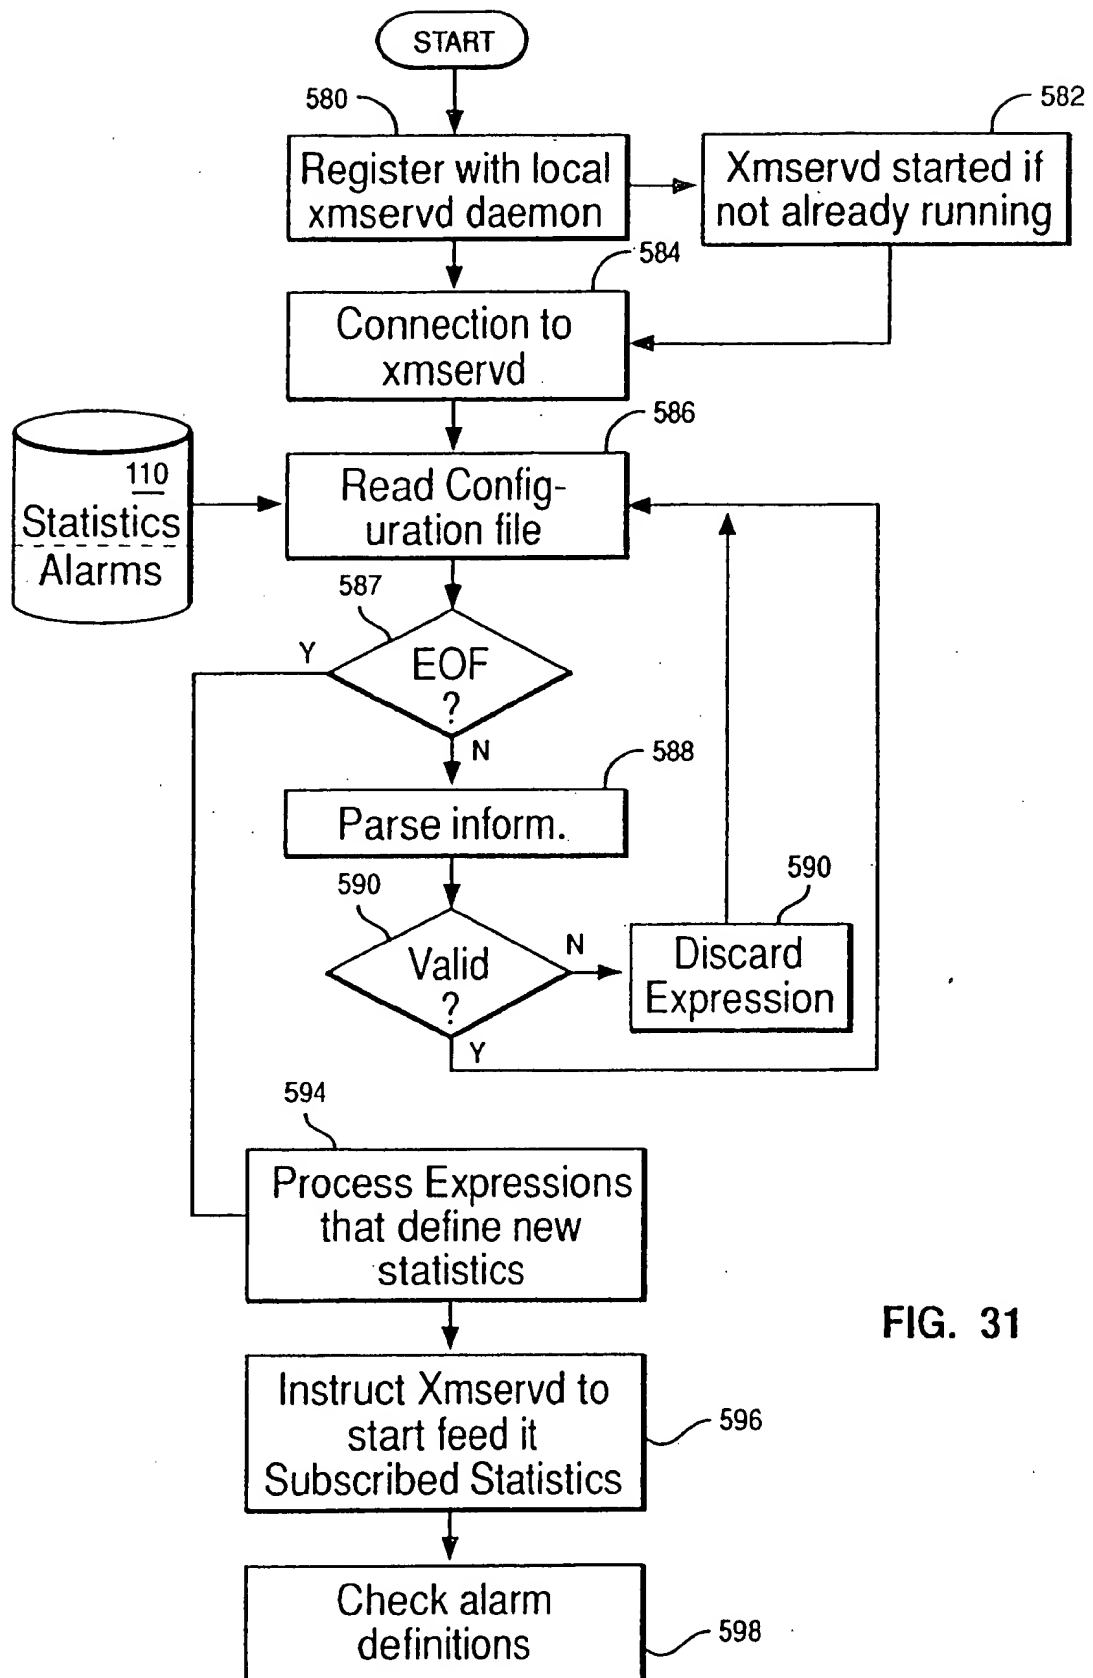 START
580
582
Register with local
xmservd daemon
Xmservd started if
not already running
584
Connection to
xmservd
586
110
Statistics
Alarms
Read Config-
uration file
587
Y
EOF
?
N
588
Parse inform.
590
590
Valid
?
N
Discard
Expression
Y
594
Process Expressions
that define new
statistics
FIG. 31
Instruct Xmservd to
start feed it
Subscribed Statistics
596
Check alarm
definitions
598